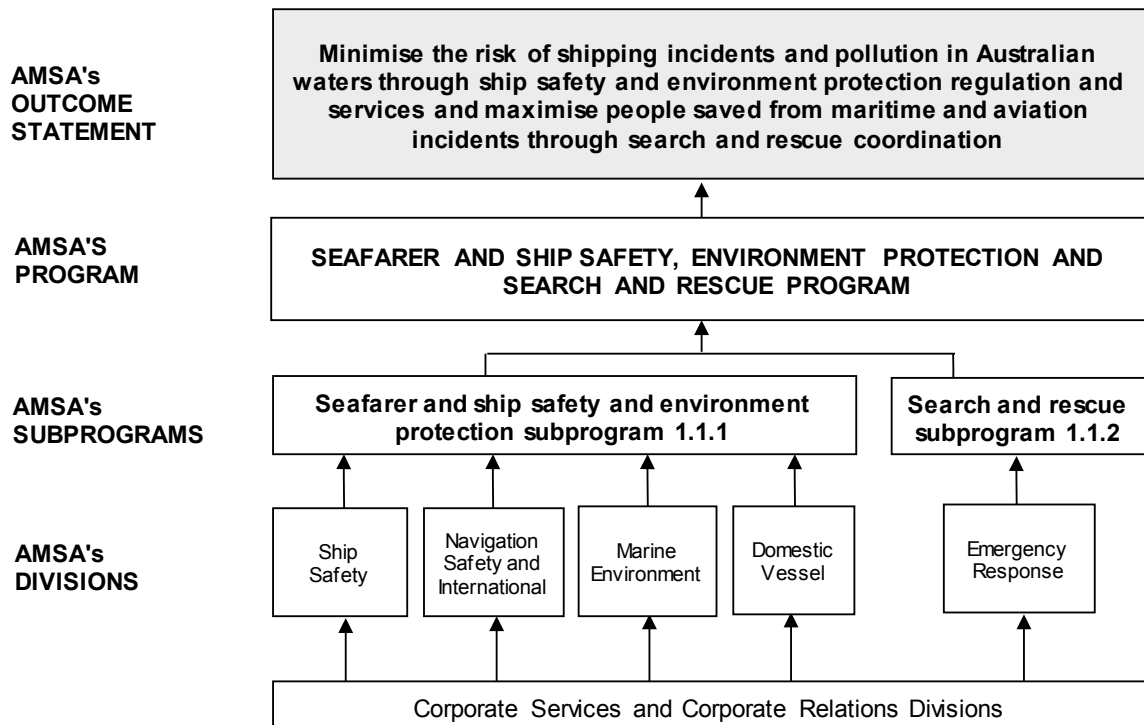 AMSA's
OUTCOME
STATEMENT
Minimise the risk of shipping incidents and pollution in Australian
waters through ship safety and environment protection regulation and
services and maximise people saved from maritime and aviation
incidents through search and rescue coordination
AMSA'S
PROGRAM
SEAFARER AND SHIP SAFETY, ENVIRONMENT PROTECTION AND
SEARCH AND RESCUE PROGRAM
AMSA's
SUBPROGRAMS
Seafarer and ship safety and environment
protection subprogram 1.1.1
Search and rescue
subprogram 1.1.2
AMSA's
DIVISIONS
Ship
Safety
Navigation
Safety and
International
Marine
Environment
Domestic
Vessel
Emergency
Response
Corporate Services and Corporate Relations Divisions